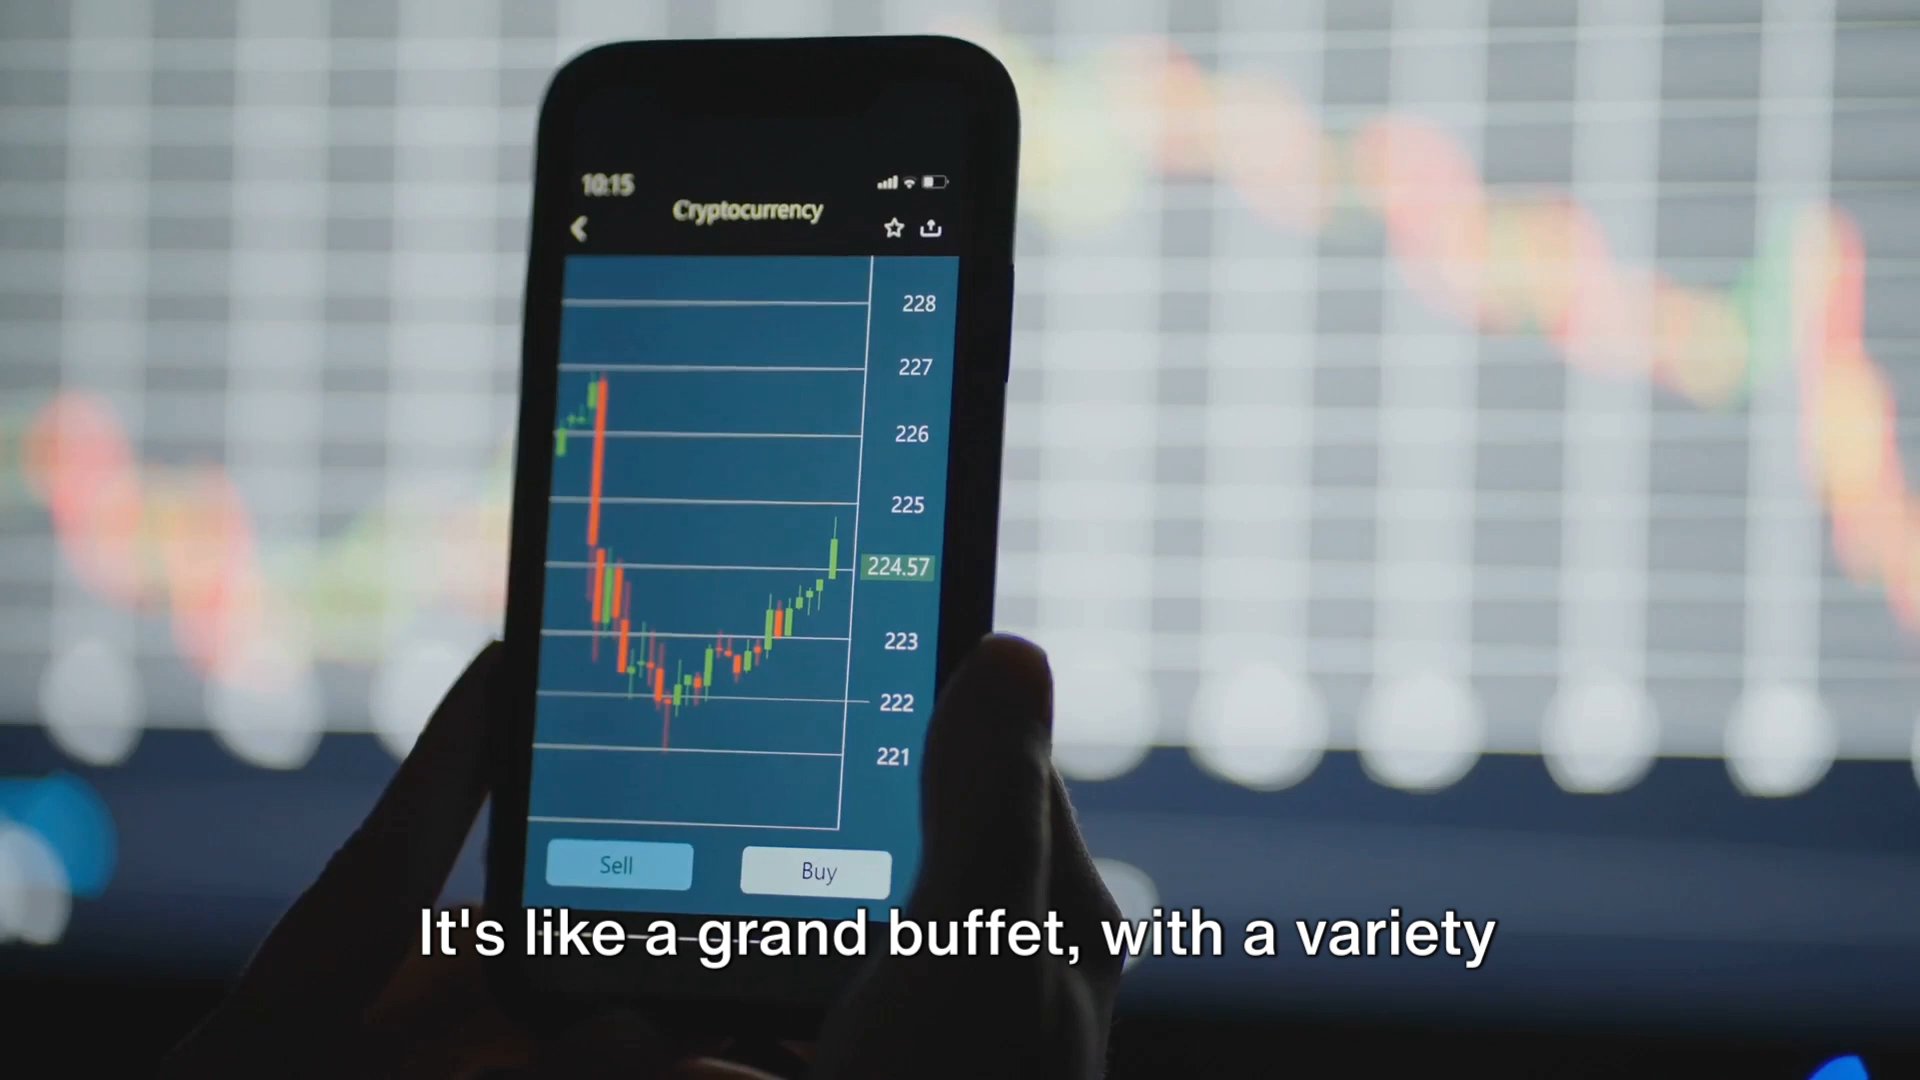 10:15
Cryptocurrency
228
227
226
225
224.57
223
222
221
Sell
Buy
It's like a grand buffet, with a variety